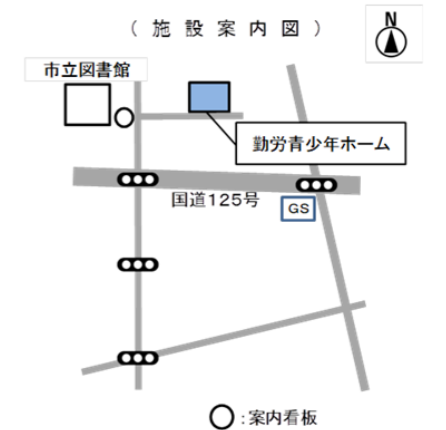 （施設案内図）
N
市立図書館
勤労青少年ホーム
国道125号
GS
：案内看板